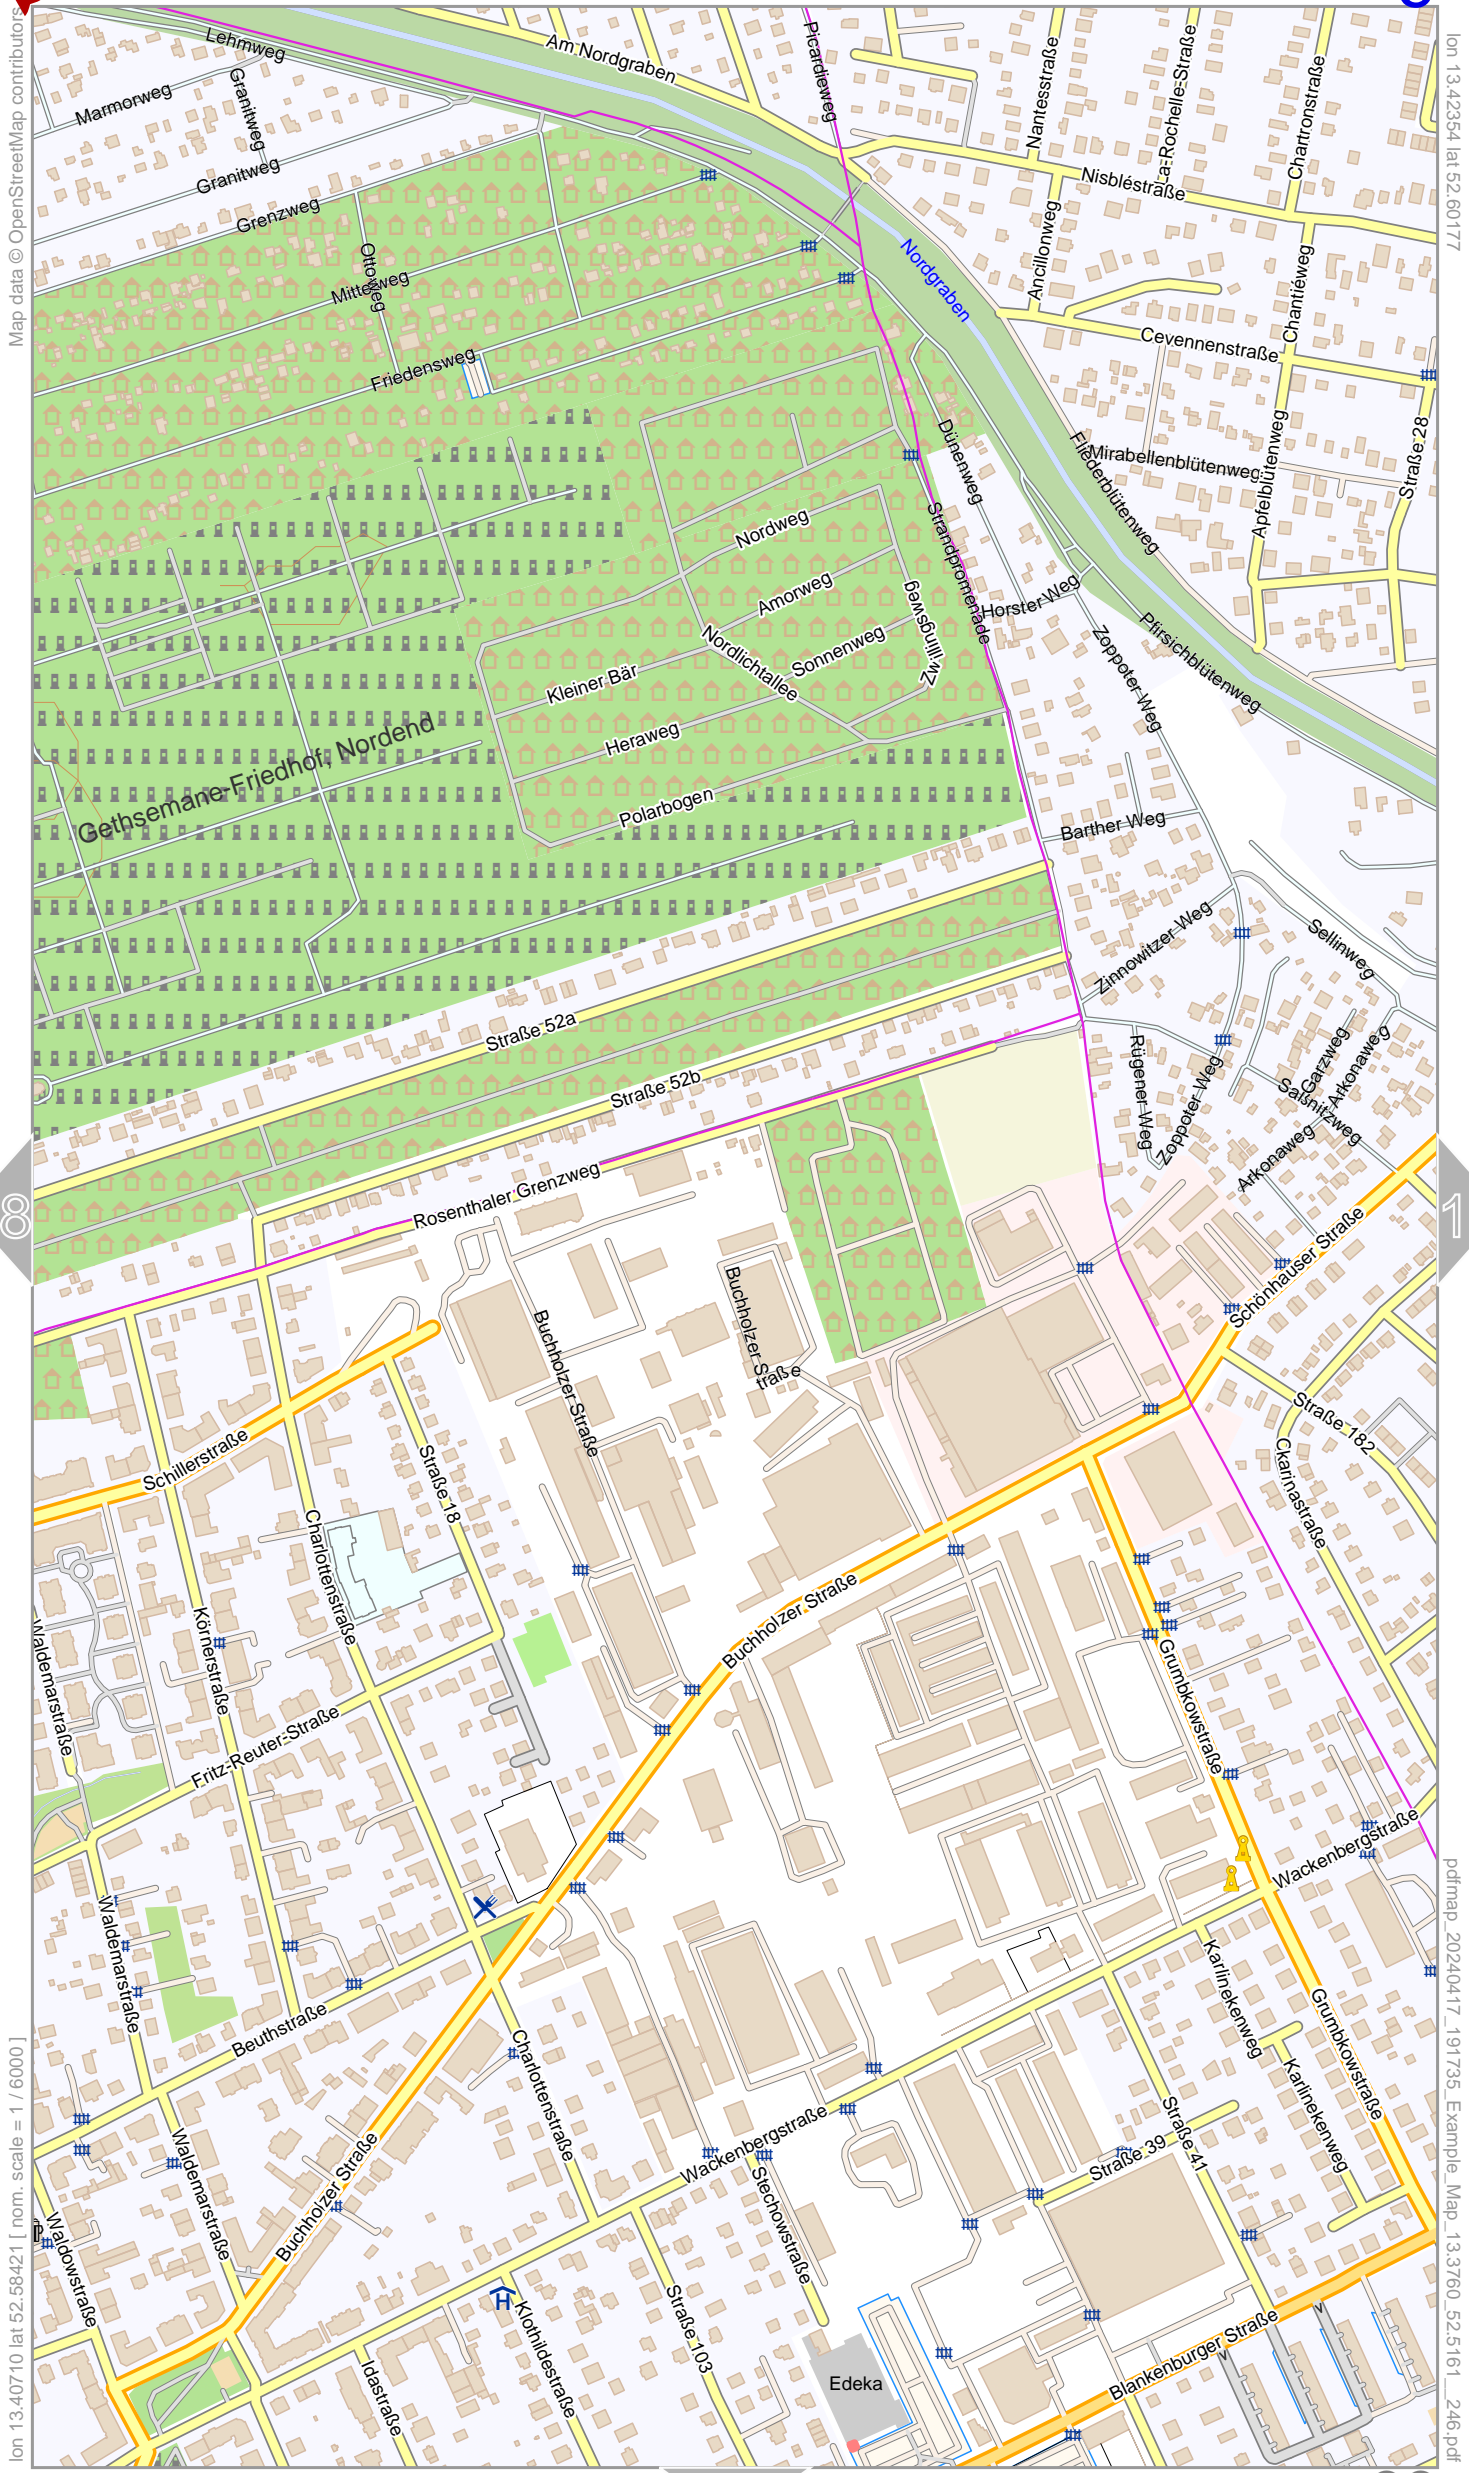 Map data © OpenStreetMap contributors
lon 13.42354 lat 52.60177
Lehmweg
Am Nordgraben
Picardieweg
Marmorweg
Granitweg
Granitweg
Grenzweg
Nantesstraße
a-Rochelle-Straße
Chartronstraße
Nisbléstraße
Ancillonweg
Ottoweg
Mittelweg
Nordgraben
Chantiéweg
Cevennenstraße
Friedensweg
Dünenweg
Fliederblütenweg
Mirabellenblütenweg
Apfelblütenweg
Straße 28
Nordweg
Strandpromenade
Amorweg
Zwillingsweg
Horster Weg
Nordlichtallee
Sonnenweg
Kleiner Bär
Zoppoter Weg
Pfirsichblütenweg
Heraweg
Gethsemane-Friedhof, Nordend
Polarbogen
Barther Weg
Zinnowitzer Weg
Sellinweg
Straße 52a
Straße 52b
Rügener Weg
Zoppoter Weg
Garzweg
Arkonaweg
Saßnitzweg
Arkonaweg
Rosenthaler Grenzweg
8
1
Schönhauser Straße
Buchholzer Straße
Buchholzer S
traße
Schillerstraße
Straße 18
Straße 182
Ckarinastraße
Charlottenstraße
Körnerstraße
Waldemarstraße
Buchholzer Straße
Grumbkowstraße
Fritz-Reuter-Straße
Wackenbergstraße
Waldemarstraße
Beuthstraße
Karlinekenweg
Grumbkowstraße
Charlottenstraße
Karlinekenweg
Waldemarstraße
Buchholzer Straße
Wackenbergstraße
Stechowstraße
Straße 39
Straße 41
Waldowstraße
H
Klothildestraße
Straße 103
Idastraße
Edeka
Blankenburger Straße
lon 13.40710 lat 52.58421 [ nom. scale = 1 / 6000 ]
pdfmap_20240417_191735_Example_Map_13.3760_52.5161__246.pdf